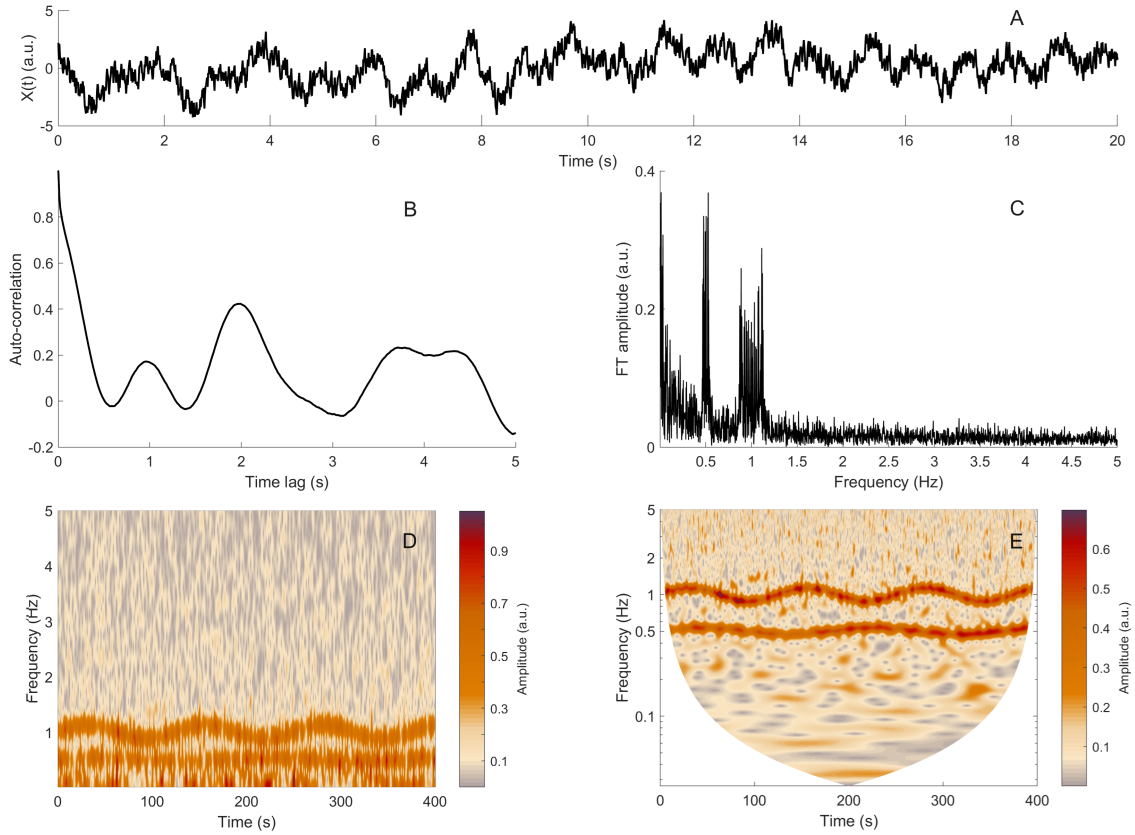 A
X(t) (a.u.)
5
0
-5
0 2 4 6 8 10 12 14 16 18 20
Time (s)
B
Auto-correlation
0.8
0.6
0.4
0.2
0
-0.2
0 1 2 3 4 5
Time lag (s)
C
FT amplitude (a.u.)
0.4
0.2
0
0.5 1 1.5 2 2.5 3 3.5 4 4.5 5
Frequency (Hz)
D
Frequency (Hz)
5
4
3
2
1
0 100 200 300 400
Time (s)
0.9
0.7
0.5
0.3
0.1
Amplitude (a.u.)
E
Frequency (Hz)
5
2
1
0.5
0.1
0 100 200 300 400
Time (s)
0.6
0.5
0.4
0.3
0.2
0.1
Amplitude (a.u.)